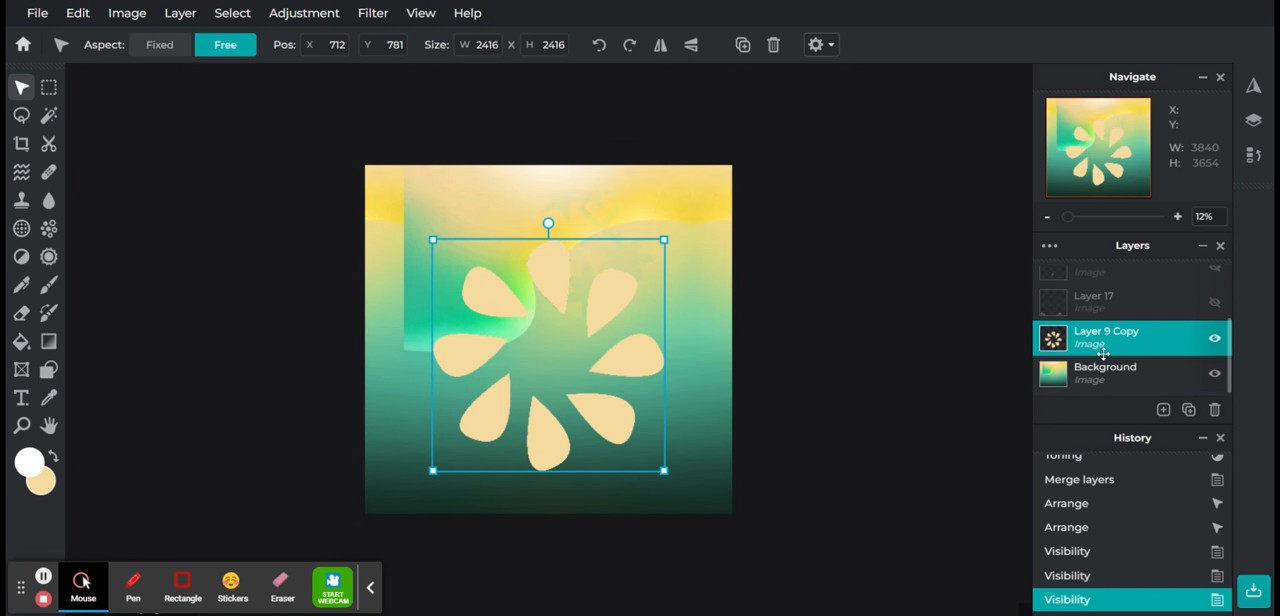 File Edit Image Layer Select Adjustment Filter View Help
Aspect: Fixed Free Pos: X 712 Y 781 Size: W 2416 X H 2416
Navigate
X:
Y:
W: 3840
H: 3654
- + 12%
Layers
Image
Layer 17
Image
Layer 9 Copy
Image
Background
Image
History
Toning
Merge layers
Arrange
Arrange
Visibility
Visibility
Visibility
Mouse Pen Rectangle Stickers Eraser START WEBCAM